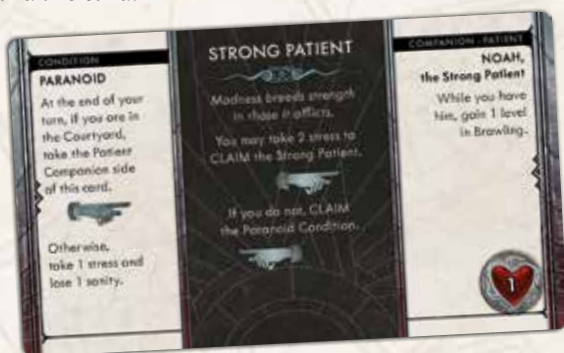 CONDITION
PARANOID
At the end of your
turn, if you are in
the Courtyard,
take the Patient
Companion side
of this card.
Otherwise,
take 1 stress and
lose 1 sanity.
STRONG PATIENT
Madness breeds strength
in those it afflicts.
You may take 2 stress to
CLAIM the Strong Patient.
If you do not, CLAIM
the Paranoid Condition.
COMPANION - PATIENT
NOAH,
the Strong Patient
While you have
him, gain 1 level
in Brawling.
1